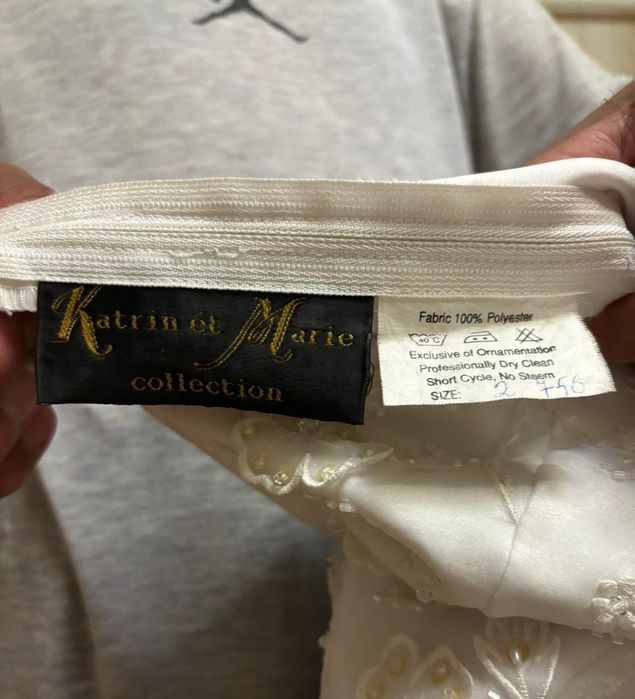 Katrin et Marie
collection
Fabric 100% Polyester
40°C
Exclusive of Ornamentation
Professionally Dry Clean
Short Cycle, No Steem
SIZE: 2